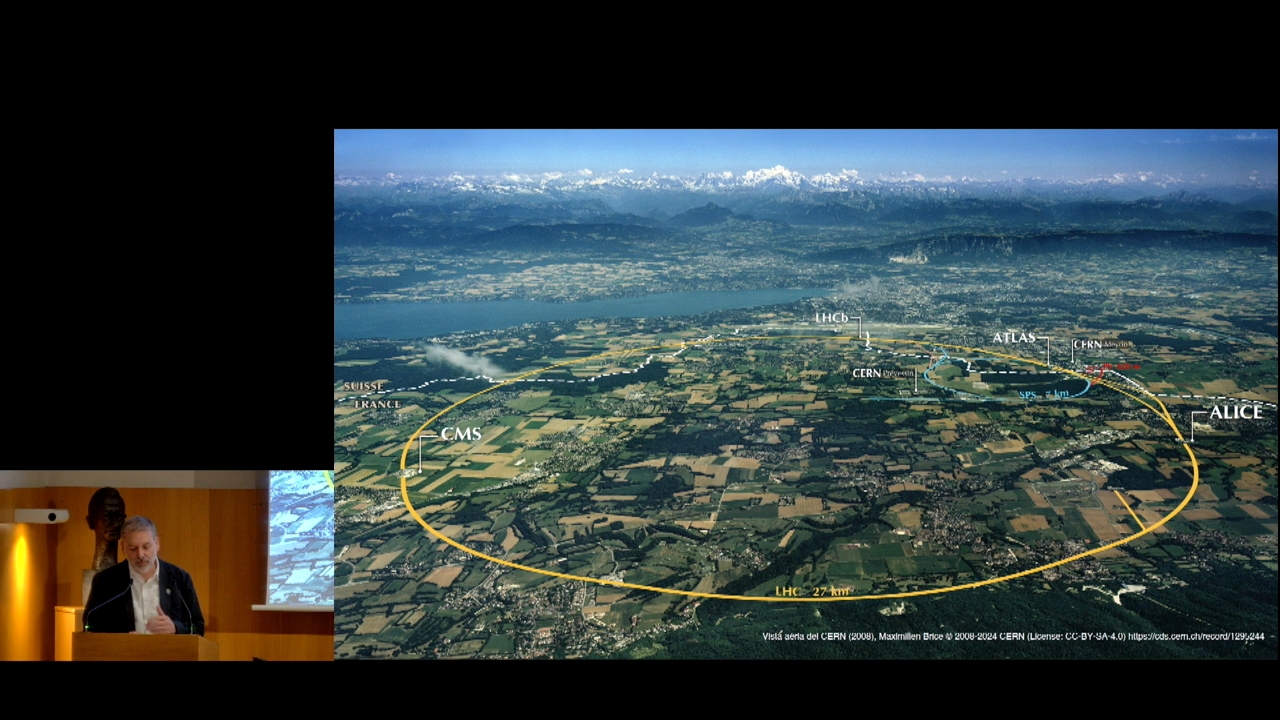 LHCb
ATLAS
CERN Meyrin
CERN Prévessin
SUISSE
FRANCE
SPS 7 km
ALICE
CMS
LHC 27 km
Vista aèria del CERN (2008), Maximilien Brice © 2008-2024 CERN (License: CC-BY-SA-4.0) https://cds.cern.ch/record/1295244